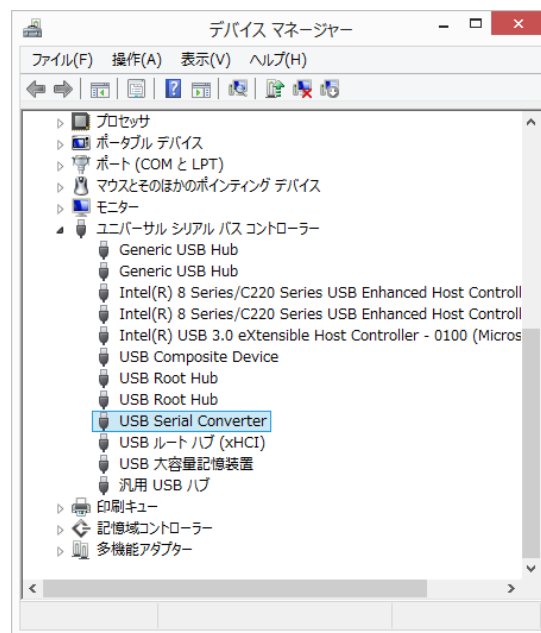 デバイス マネージャー
ファイル(F) 操作(A) 表示(V) ヘルプ(H)
プロセッサ
ポータブル デバイス
ポート (COM と LPT)
マウスとそのほかのポインティング デバイス
モニター
ユニバーサル シリアル バス コントローラー
Generic USB Hub
Generic USB Hub
Intel(R) 8 Series/C220 Series USB Enhanced Host Controll
Intel(R) 8 Series/C220 Series USB Enhanced Host Controll
Intel(R) USB 3.0 eXtensible Host Controller - 0100 (Micros
USB Composite Device
USB Root Hub
USB Root Hub
USB Serial Converter
USB ルート ハブ (xHCI)
USB 大容量記憶装置
汎用 USB ハブ
印刷キュー
記憶域コントローラー
多機能アダプター